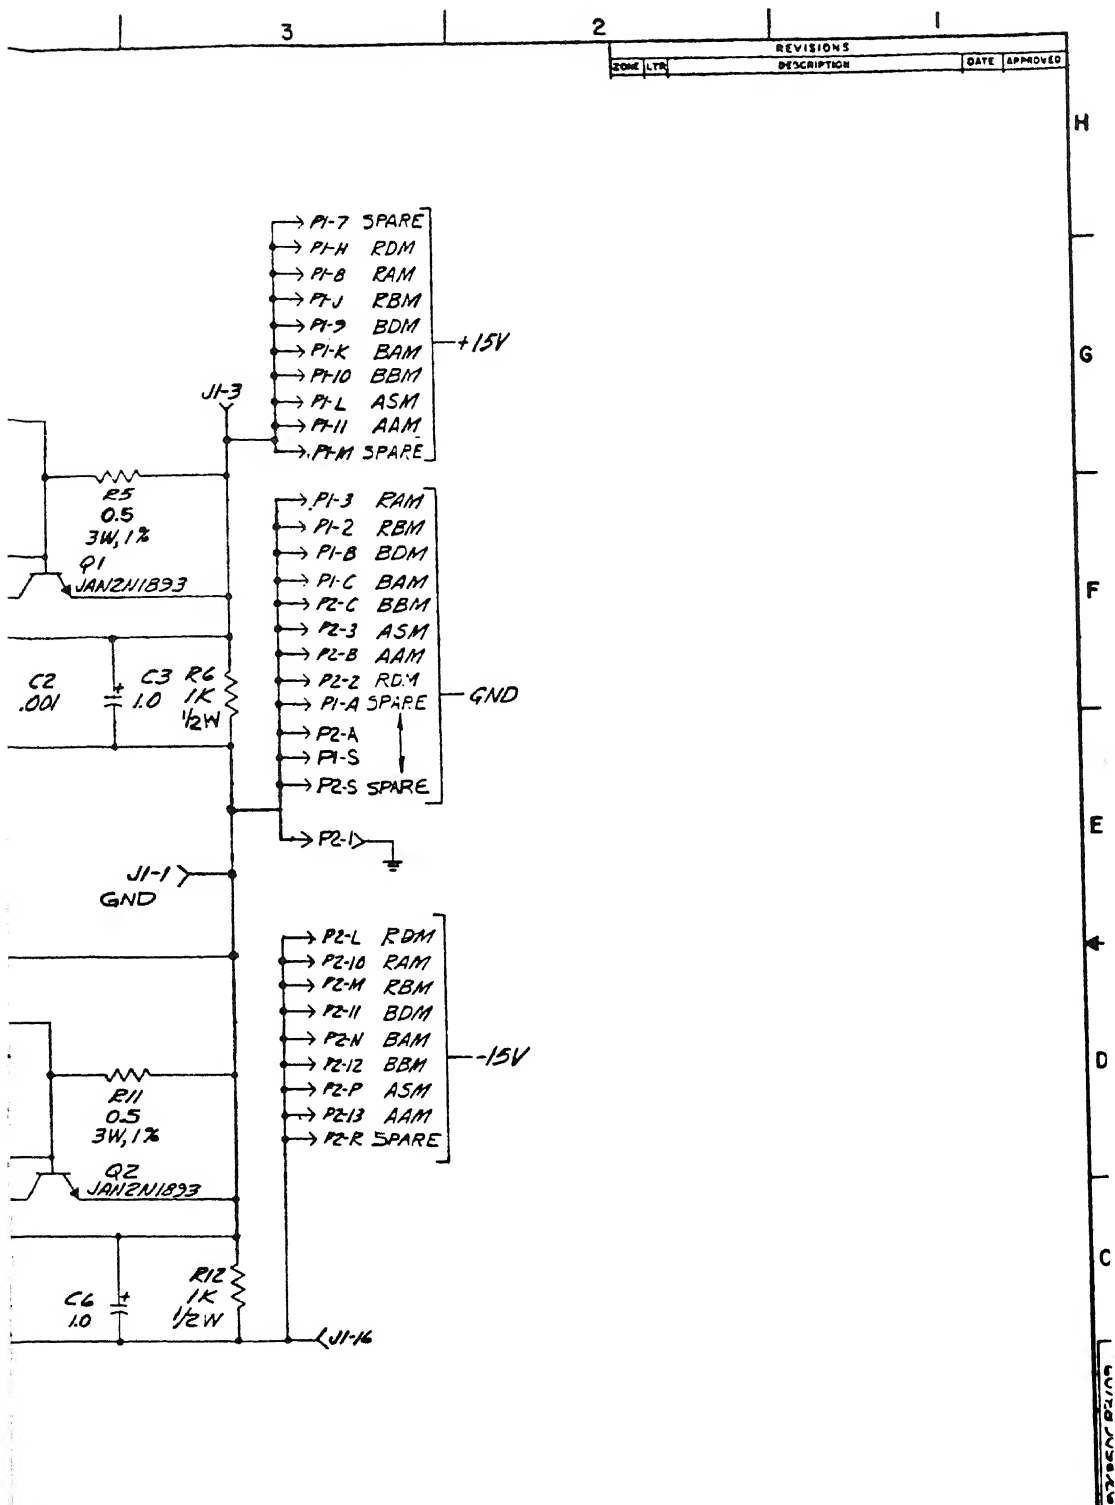 3 2 1
REVISIONS
ZONE LTR DESCRIPTION DATE APPROVED
H
P1-7 SPARE
P1-H RDM
P1-8 RAM
P1-J RBM
P1-9 BDM
+15V
P1-K BAM
G
P1-10 BBM
J1-3
P1-L ASM
P1-11 AAM
P1-M SPARE
R5
0.5
3W, 1%
Q1
JAN2N1893
P1-3 RAM
P1-2 RBM
P1-B BDM
P1-C BAM
F
P2-C BBM
P2-3 ASM
P2-B AAM
P2-2 RDM
P1-A SPARE
GND
P2-A
P1-S
P2-S SPARE
C2
.001
C3
1.0
R6
1K
1/2W
E
P2-1
J1-1
GND
P2-L RDM
P2-10 RAM
P2-M RBM
P2-11 BDM
P2-N BAM
-15V
P2-12 BBM
D
P2-P ASM
P2-13 AAM
P2-R SPARE
R11
0.5
3W, 1%
Q2
JAN2N1893
C
R12
1K
1/2W
C6
1.0
J1-16